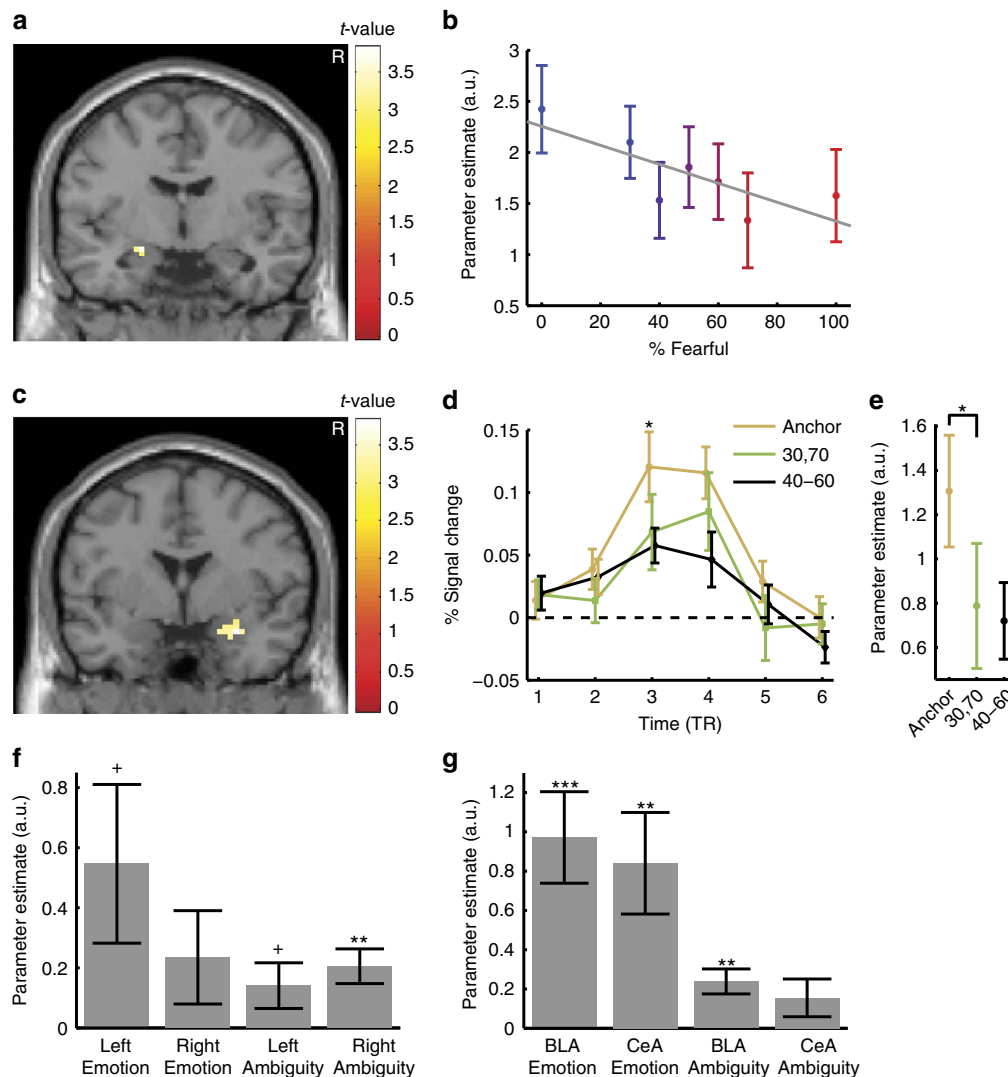 a
t-value
R
3.5
3
2.5
2
1.5
1
0.5
0
b
Parameter estimate (a.u.)
3
2.5
2
1.5
1
0.5
0 20 40 60 80 100
% Fearful
c
t-value
R
3.5
3
2.5
2
1.5
1
0.5
0
d
% Signal change
0.15
0.1
0.05
0
−0.05
*
Anchor
30,70
40–60
1 2 3 4 5 6
Time (TR)
e
Parameter estimate (a.u.)
*
1.6
1.4
1.2
1
0.8
0.6
Anchor
30,70
40–60
f
Parameter estimate (a.u.)
0.8
0.6
0.4
0.2
0
+
+
**
Left Emotion
Right Emotion
Left Ambiguity
Right Ambiguity
g
Parameter estimate (a.u.)
1.2
1
0.8
0.6
0.4
0.2
0
***
**
**
BLA Emotion
CeA Emotion
BLA Ambiguity
CeA Ambiguity